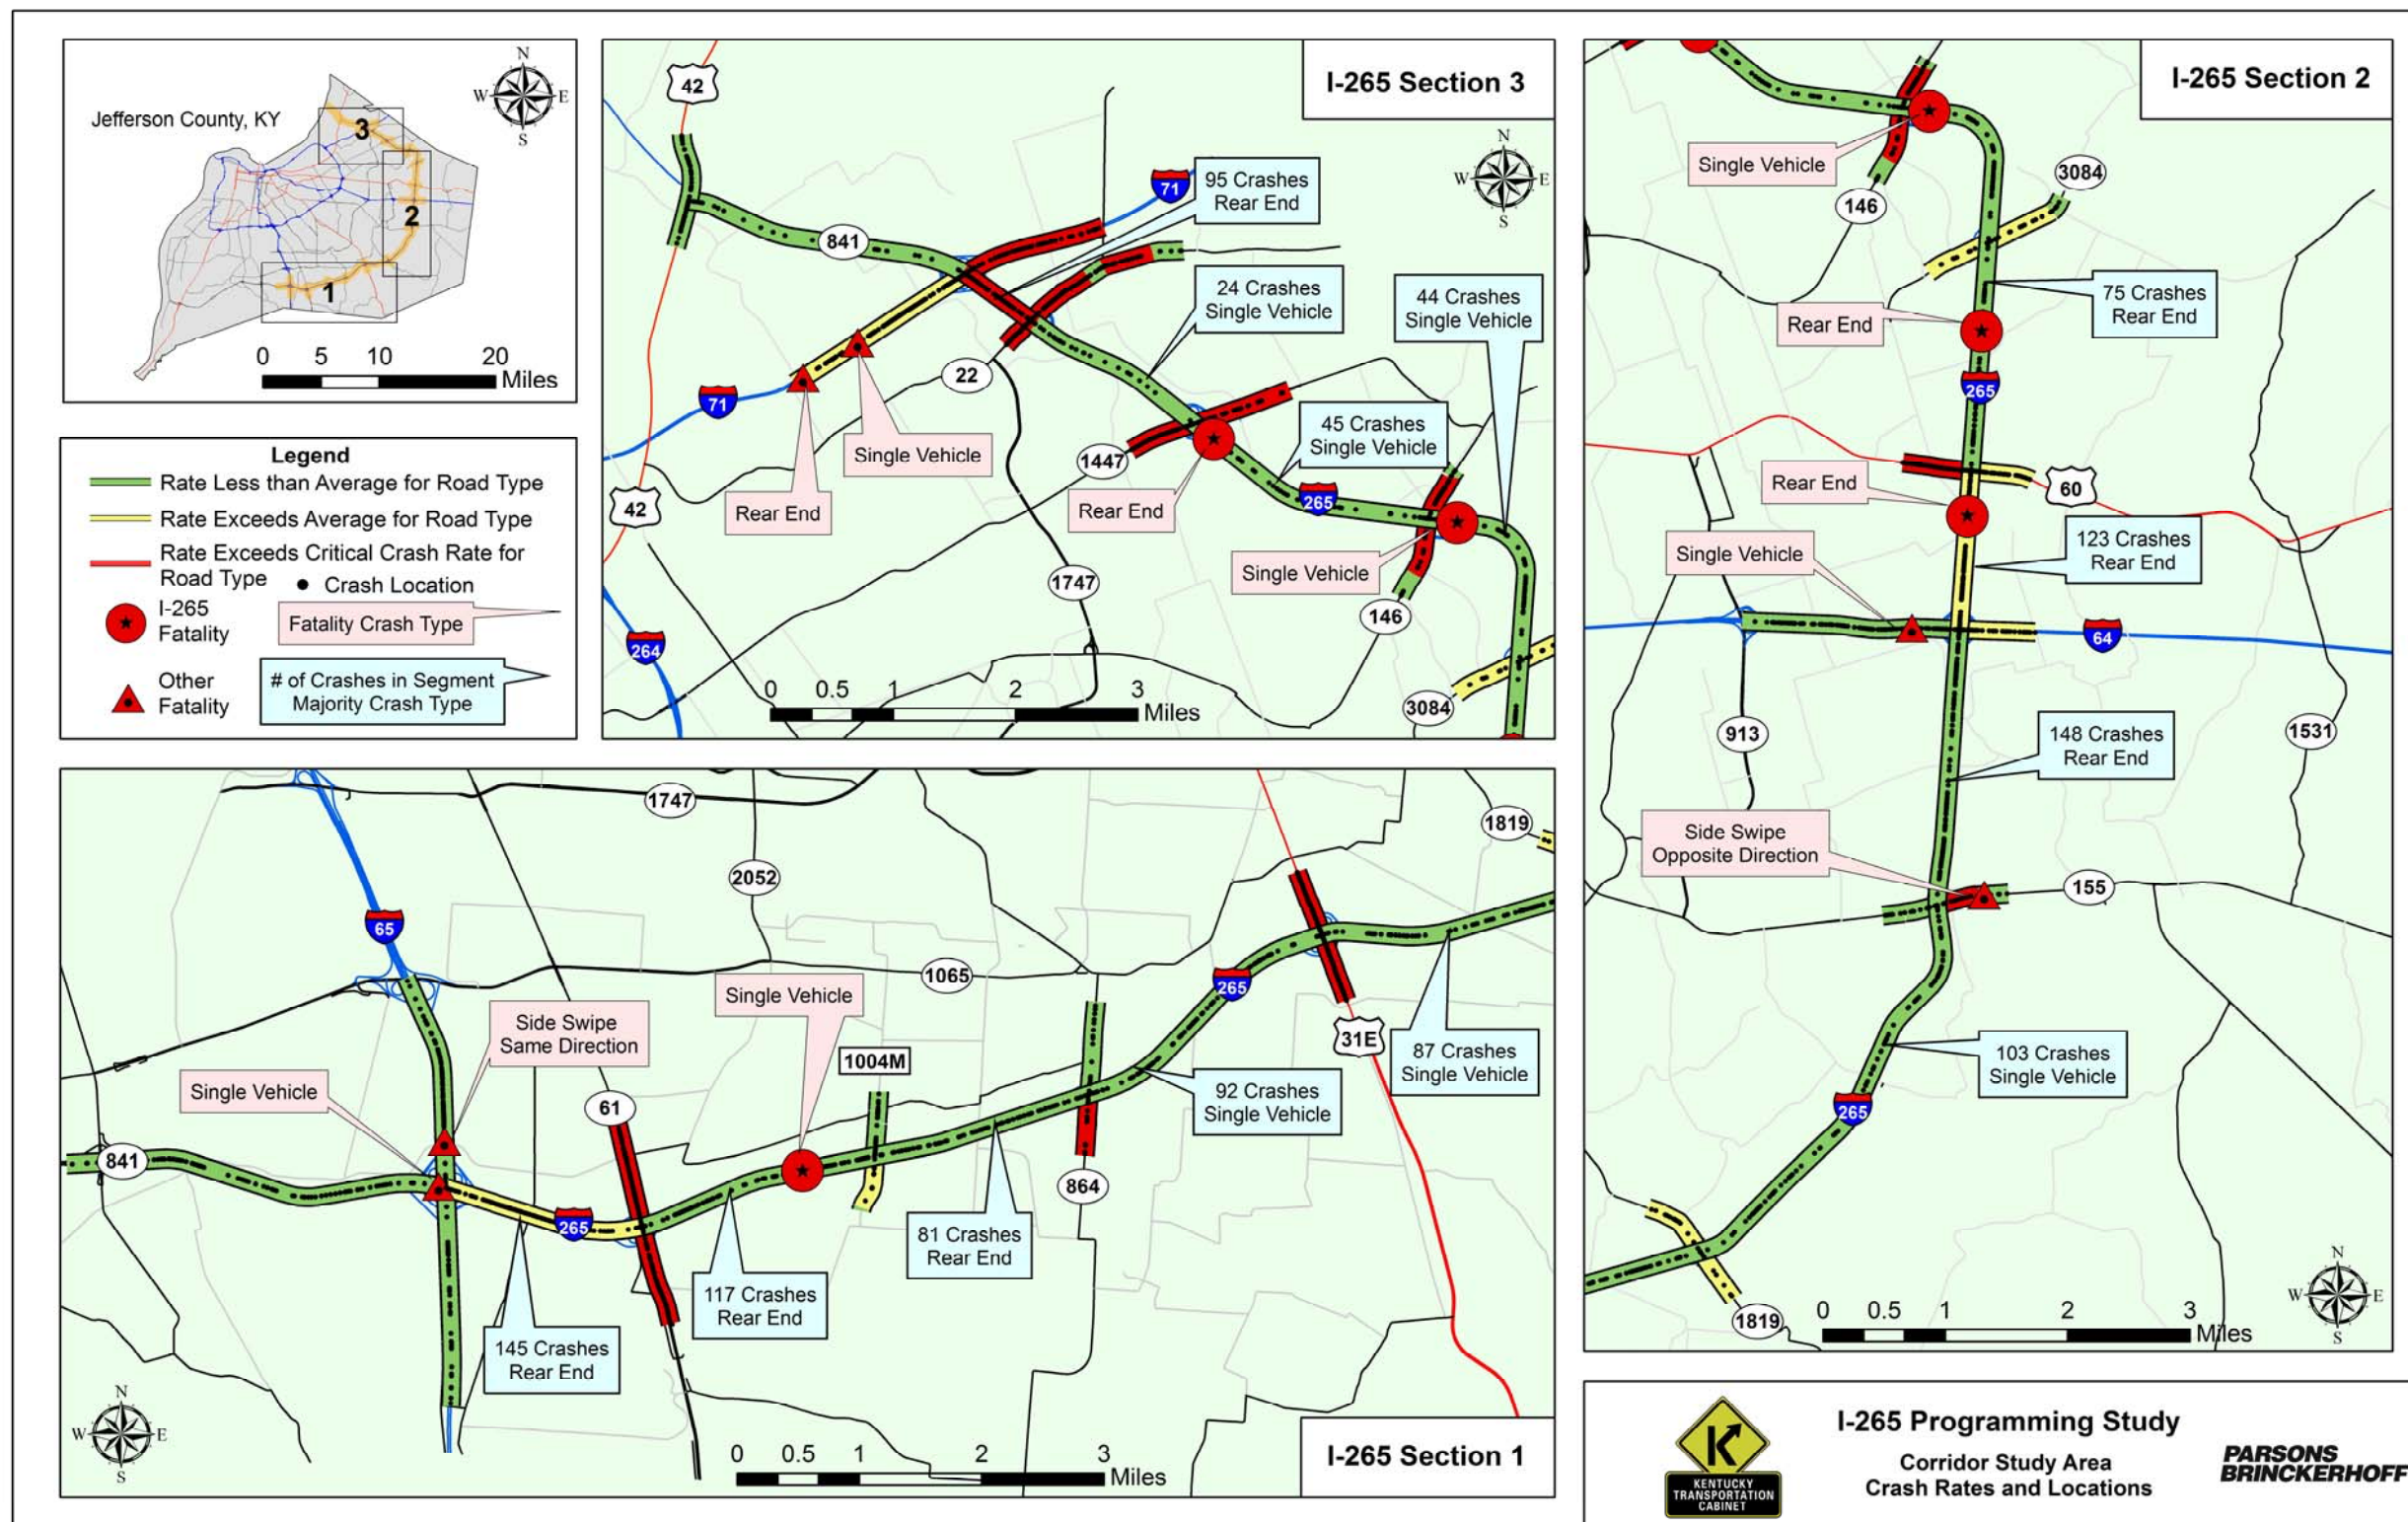 Jefferson County, KY
N
W
E
S
3
2
1
0 5 10 20
Miles
Legend
Rate Less than Average for Road Type
Rate Exceeds Average for Road Type
Rate Exceeds Critical Crash Rate for
Road Type
Crash Location
I-265
Fatality
Fatality Crash Type
Other
Fatality
# of Crashes in Segment
Majority Crash Type
I-265 Section 3
N
W
E
S
42
841
71
95 Crashes
Rear End
24 Crashes
Single Vehicle
44 Crashes
Single Vehicle
22
71
Single Vehicle
45 Crashes
Single Vehicle
1447
42
Rear End
Rear End
265
Single Vehicle
1747
146
264
3084
0 0.5 1 2 3
Miles
I-265 Section 2
Single Vehicle
3084
146
75 Crashes
Rear End
Rear End
265
Rear End
60
Single Vehicle
123 Crashes
Rear End
64
913
148 Crashes
Rear End
1531
Side Swipe
Opposite Direction
155
103 Crashes
Single Vehicle
265
N
W
E
S
1819
0 0.5 1 2 3
Miles
1747
1819
2052
65
1065
Single Vehicle
265
Side Swipe
Same Direction
31E
1004M
87 Crashes
Single Vehicle
Single Vehicle
92 Crashes
Single Vehicle
61
841
864
265
81 Crashes
Rear End
117 Crashes
Rear End
145 Crashes
Rear End
N
W
E
S
0 0.5 1 2 3
Miles
I-265 Section 1
KENTUCKY
TRANSPORTATION
CABINET
I-265 Programming Study
Corridor Study Area
Crash Rates and Locations
PARSONS
BRINCKERHOFF